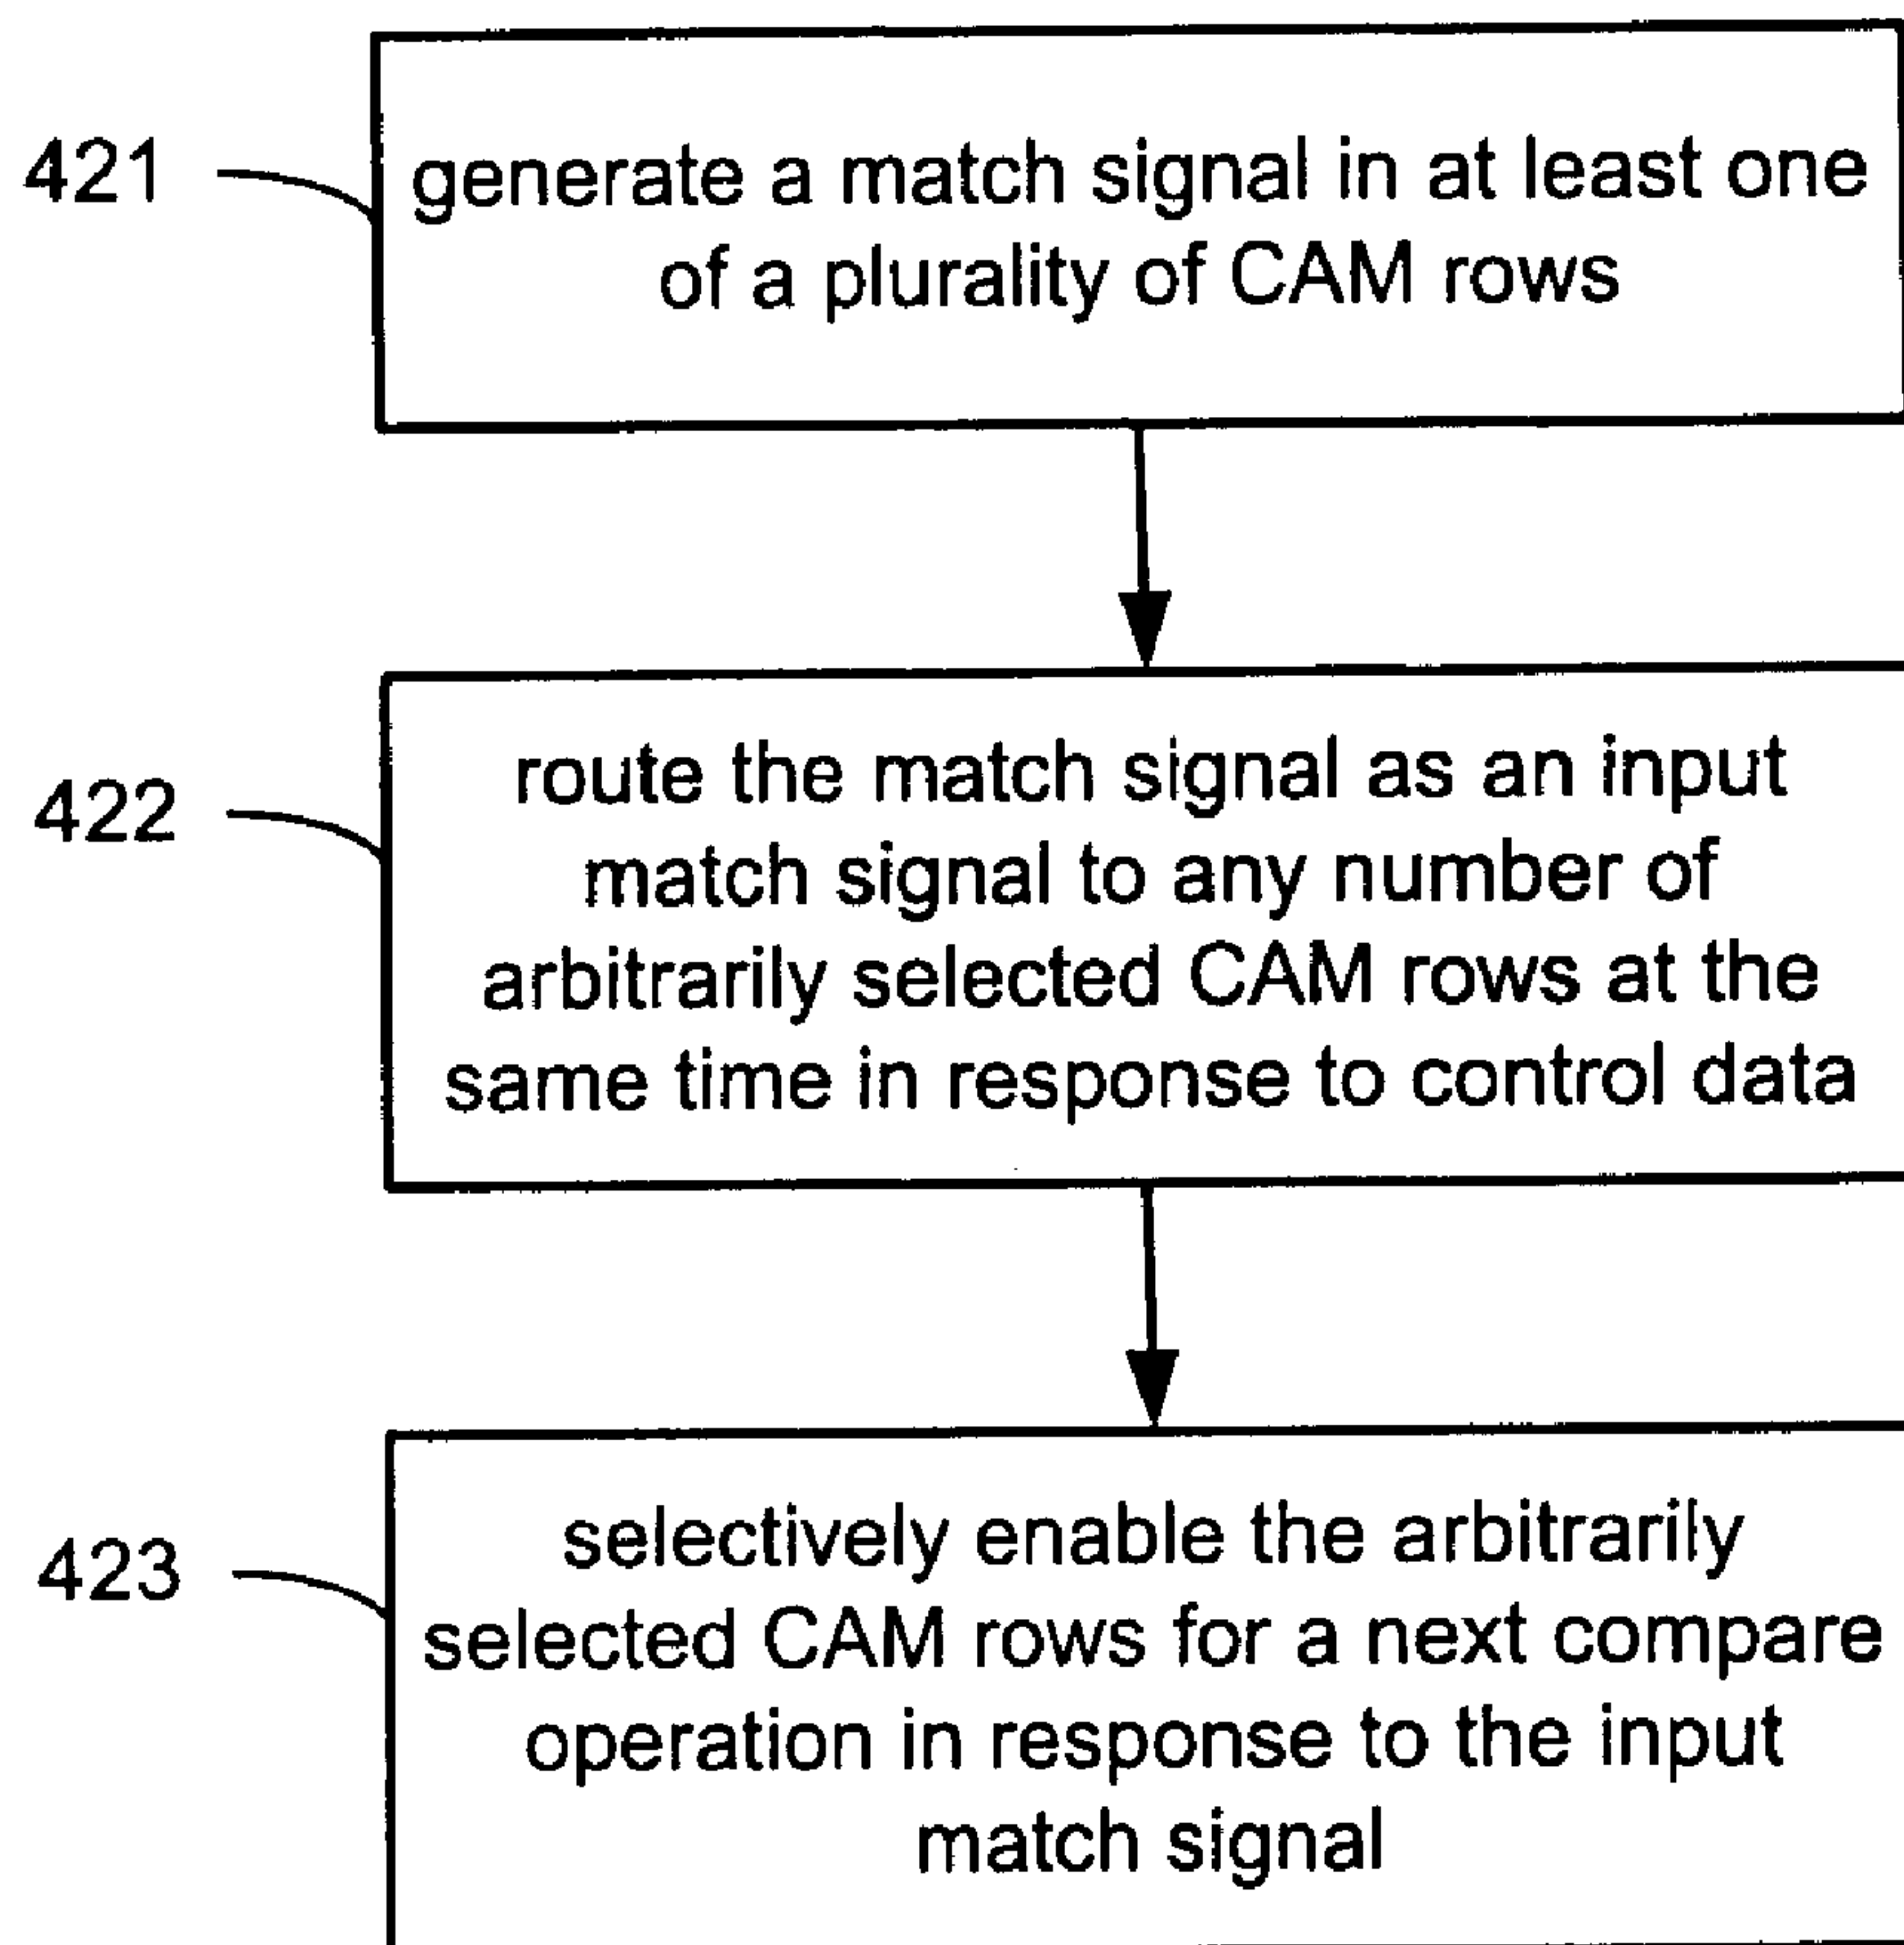 421
generate a match signal in at least one
of a plurality of CAM rows
422
route the match signal as an input
match signal to any number of
arbitrarily selected CAM rows at the
same time in response to control data
423
selectively enable the arbitrarily
selected CAM rows for a next compare
operation in response to the input
match signal